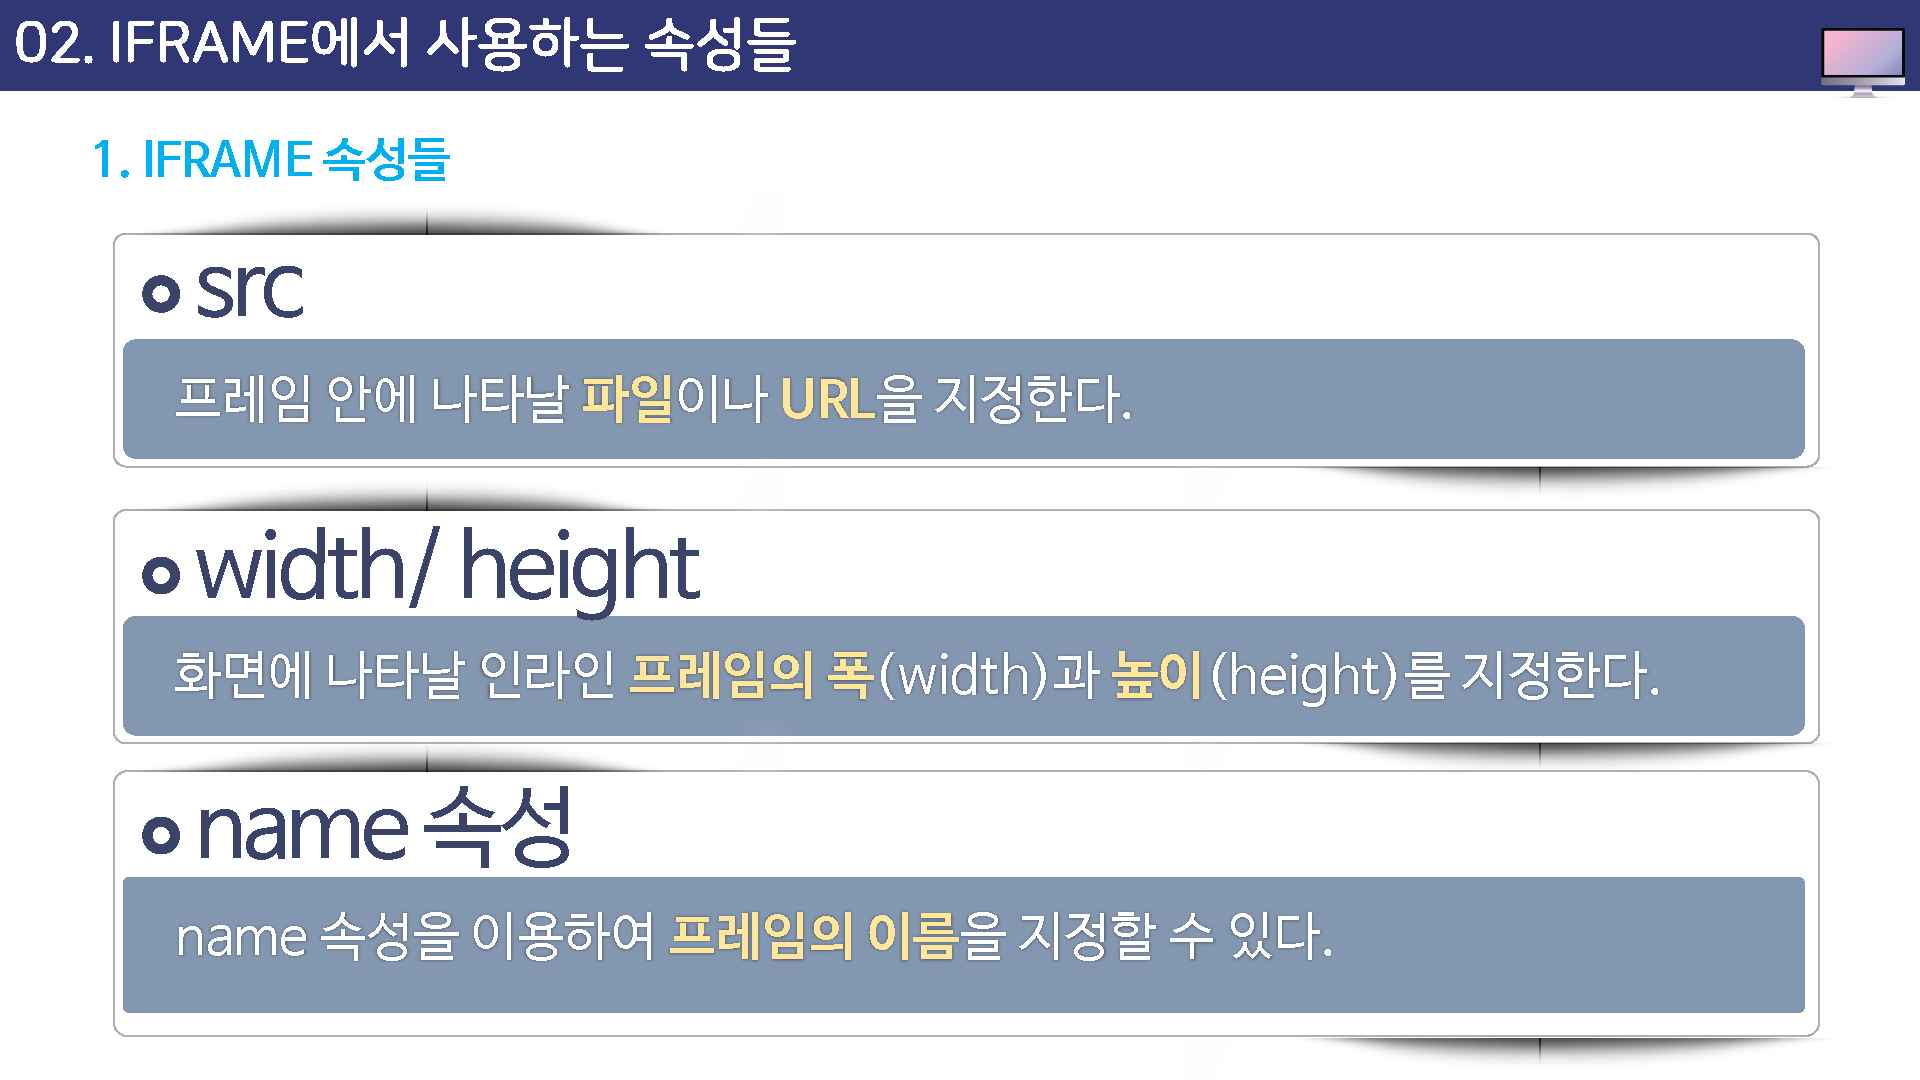 02. IFRAME에서 사용하는 속성들
1. IFRAME 속성들
src
프레임 안에 나타날 파일이나 URL을 지정한다.
width/ height
화면에 나타날 인라인 프레임의 폭(width)과 높이(height)를 지정한다.
name 속성
name 속성을 이용하여 프레임의 이름을 지정할 수 있다.